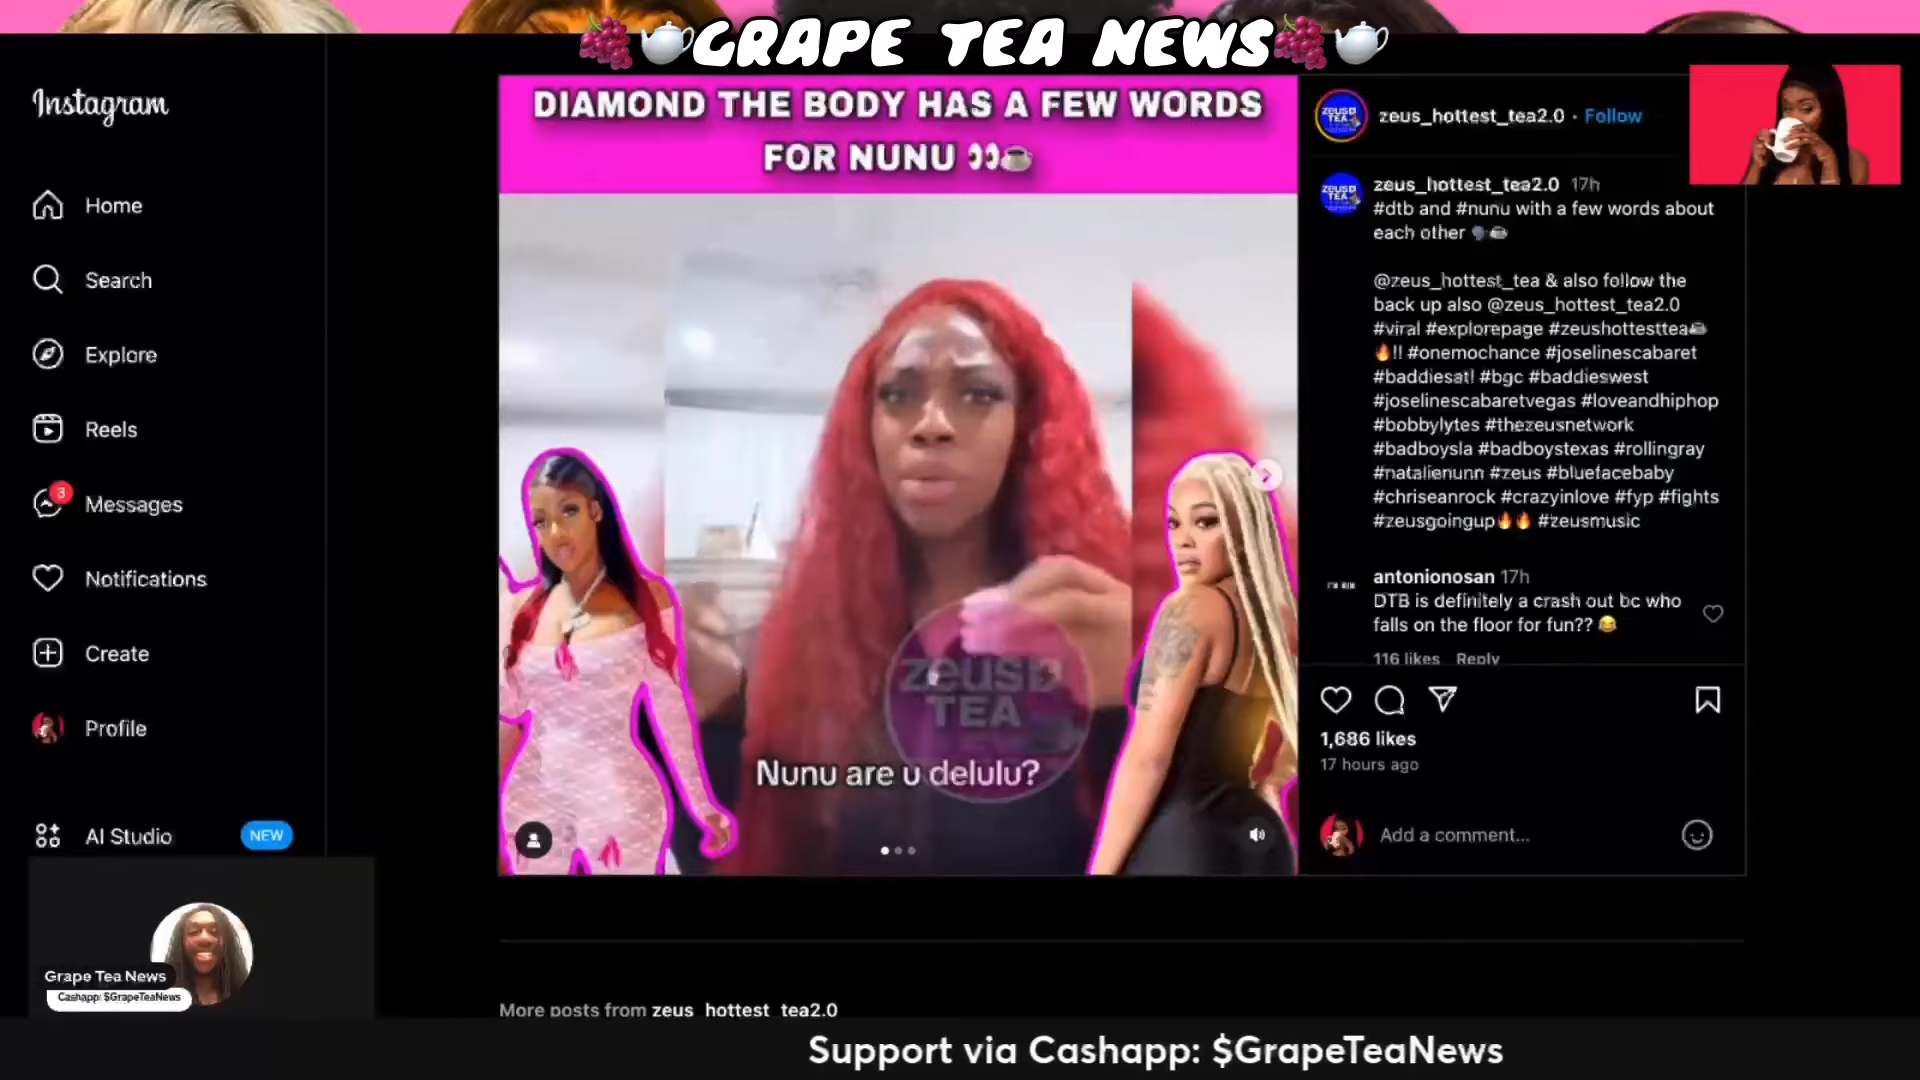 🍇🫖GRAPE TEA NEWS🍇🫖
Instagram
Home
Search
Explore
Reels
3
Messages
Notifications
Create
Profile
AI Studio
NEW
Grape Tea News
Cashapp: $GrapeTeaNews
DIAMOND THE BODY HAS A FEW WORDS
FOR NUNU 👀☕
ZEUS
TEA
Nunu are u delulu?
zeus_hottest_tea2.0 · Follow
zeus_hottest_tea2.0 17h
#dtb and #nunu with a few words about
each other 🗣☕
@zeus_hottest_tea & also follow the
back up also @zeus_hottest_tea2.0
#viral #explorepage #zeushottesttea☕
🔥!! #onemochance #joselinescabaret
#baddiesatl #bgc #baddieswest
#joselinescabaretvegas #loveandhiphop
#bobbylytes #thezeusnetwork
#badboysla #badboystexas #rollingray
#natalienunn #zeus #bluefacebaby
#chriseanrock #crazyinlove #fyp #fights
#zeusgoingup🔥🔥 #zeusmusic
antonionosan 17h
DTB is definitely a crash out bc who
falls on the floor for fun?? 😂
116 likes Reply
1,686 likes
17 hours ago
Add a comment...
More posts from zeus_hottest_tea2.0
Support via Cashapp: $GrapeTeaNews